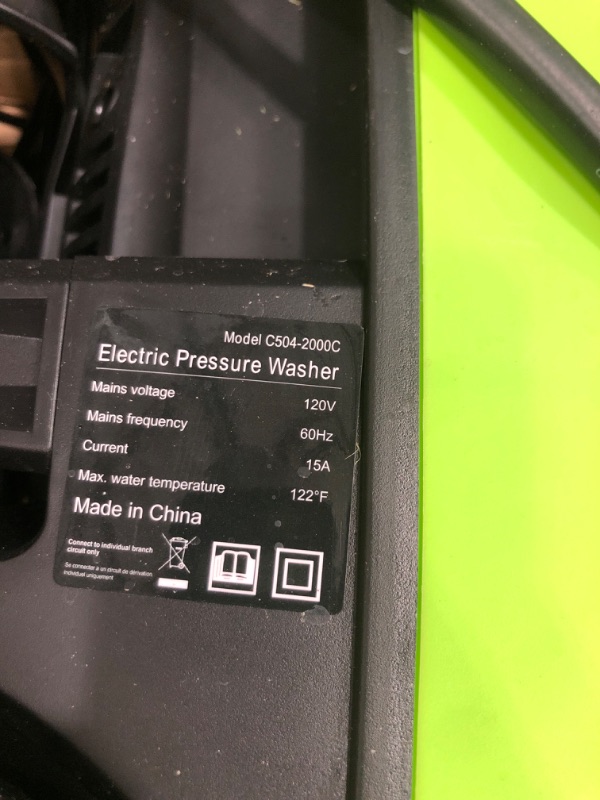 Model C504-2000C
Electric Pressure Washer
Mains voltage 120V
Mains frequency 60Hz
Current 15A
Max. water temperature 122°F
Made in China
Connect to individual branch
circuit only
Se connecter a un circuit de dérivation
individuel uniquement